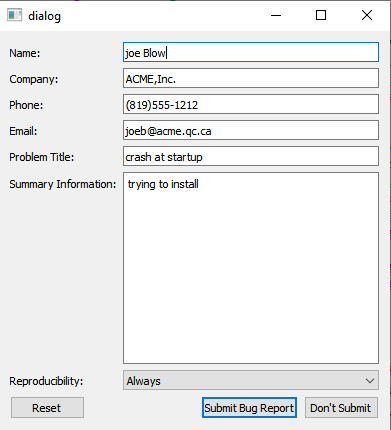 dialog
Name: joe Blow
Company: ACME,Inc.
Phone: (819)555-1212
Email: joeb@acme.qc.ca
Problem Title: crash at startup
Summary Information: trying to install
Reproducibility: Always
Reset Submit Bug Report Don't Submit